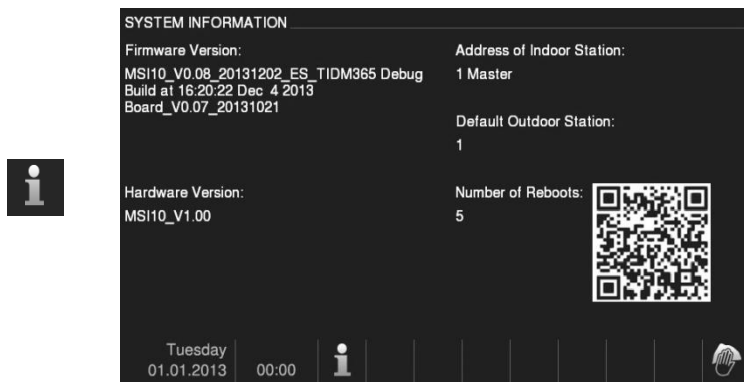 SYSTEM INFORMATION
Firmware Version:
MSI10_V0.08_20131202_ES_TIDM365 Debug
Build at 16:20:22 Dec 4 2013
Board_V0.07_20131021
Address of Indoor Station:
1 Master
Default Outdoor Station:
1
Hardware Version:
MSI10_V1.00
Number of Reboots:
5
Tuesday
01.01.2013
00:00